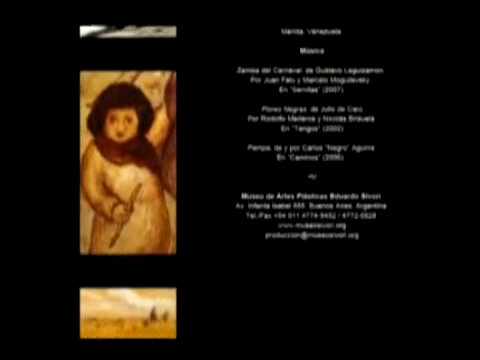 Mérida, Venezuela
Música
Zamba del Carnaval, de Gustavo Leguizamon
Por Juan Falu y Marcelo Moguilevsky
En "Semitas" (2007)
Flores Negras, de Julio de Caro
Por Rodolfo Mederos y Nicolás Brizuela
En "Tangos" (2002)
Pampa, de y por Carlos "Negro" Aguirre
En "Caminos" (2006)
Museo de Artes Plásticas Eduardo Sívori
Av. Infanta Isabel 555. Buenos Aires. Argentina
Tel./Fax +54 011 4774-9452 / 4772-5628
www.museosivori.org
produccion@museosivori.org